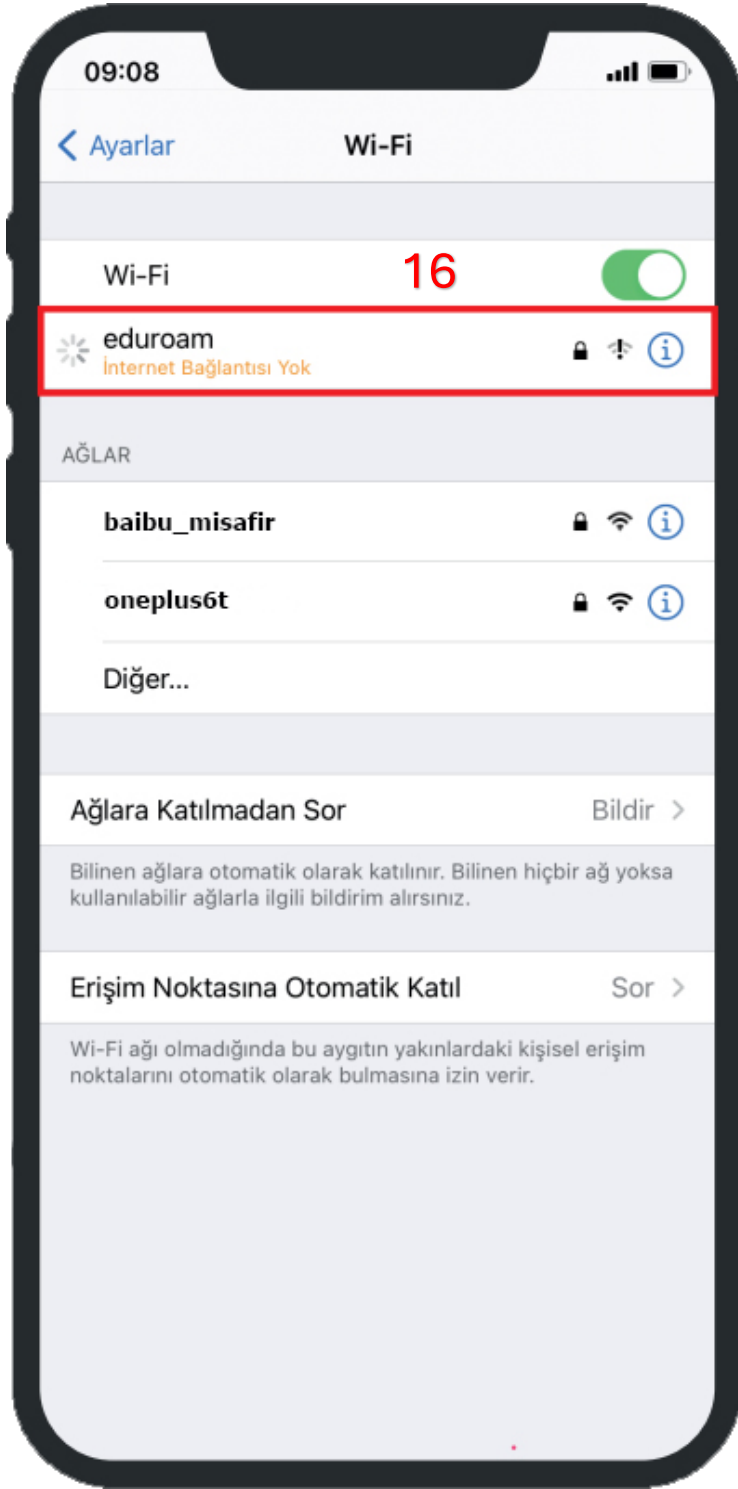 09:08
Ayarlar
Wi-Fi
Wi-Fi
16
eduroam
İnternet Bağlantısı Yok
AĞLAR
baibu_misafir
oneplus6t
Diğer...
Ağlara Katılmadan Sor
Bildir
Bilinen ağlara otomatik olarak katılınır. Bilinen hiçbir ağ yoksa
kullanılabilir ağlarla ilgili bildirim alırsınız.
Erişim Noktasına Otomatik Katıl
Sor
Wi-Fi ağı olmadığında bu aygıtın yakınlardaki kişisel erişim
noktalarını otomatik olarak bulmasına izin verir.